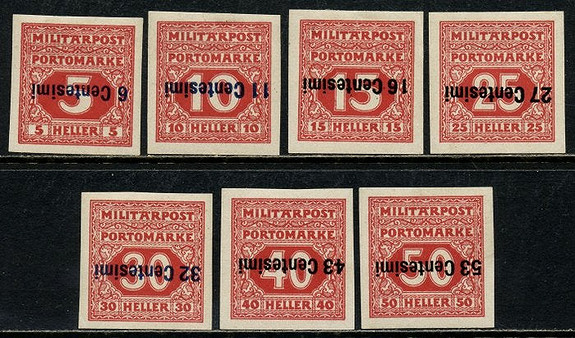 MILITÄRPOST
PORTOMARKE
5
6 Centesimi
5 HELLER 5
MILITÄRPOST
PORTOMARKE
10
11 Centesimi
10 HELLER 10
MILITÄRPOST
PORTOMARKE
15
16 Centesimi
15 HELLER 15
MILITÄRPOST
PORTOMARKE
25
27 Centesimi
25 HELLER 25
MILITÄRPOST
PORTOMARKE
30
32 Centesimi
30 HELLER 30
MILITÄRPOST
PORTOMARKE
40
43 Centesimi
40 HELLER 40
MILITÄRPOST
PORTOMARKE
50
53 Centesimi
50 HELLER 50